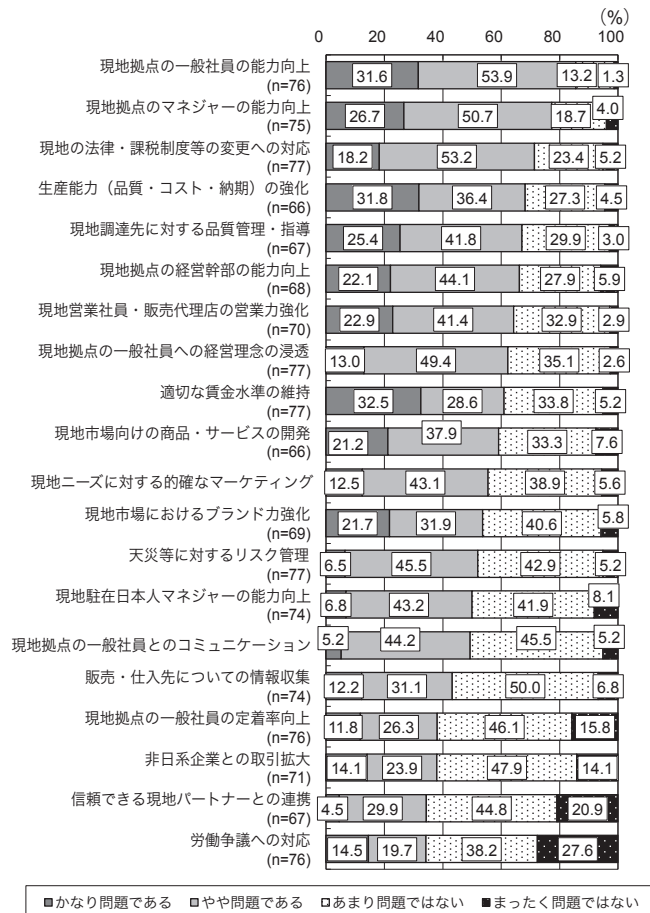 (%)
0 20 40 60 80 100
現地拠点の一般社員の能力向上
(n=76)
31.6 53.9 13.2 1.3
現地拠点のマネジャーの能力向上
(n=75)
26.7 50.7 18.7 4.0
現地の法律・課税制度等の変更への対応
(n=77)
18.2 53.2 23.4 5.2
生産能力（品質・コスト・納期）の強化
(n=66)
31.8 36.4 27.3 4.5
現地調達先に対する品質管理・指導
(n=67)
25.4 41.8 29.9 3.0
現地拠点の経営幹部の能力向上
(n=68)
22.1 44.1 27.9 5.9
現地営業社員・販売代理店の営業力強化
(n=70)
22.9 41.4 32.9 2.9
現地拠点の一般社員への経営理念の浸透
(n=77)
13.0 49.4 35.1 2.6
適切な賃金水準の維持
(n=77)
32.5 28.6 33.8 5.2
現地市場向けの商品・サービスの開発
(n=66)
21.2 37.9 33.3 7.6
現地ニーズに対する的確なマーケティング
12.5 43.1 38.9 5.6
現地市場におけるブランド力強化
(n=69)
21.7 31.9 40.6 5.8
天災等に対するリスク管理
(n=77)
6.5 45.5 42.9 5.2
現地駐在日本人マネジャーの能力向上
(n=74)
6.8 43.2 41.9 8.1
現地拠点の一般社員とのコミュニケーション
5.2 44.2 45.5 5.2
販売・仕入先についての情報収集
(n=74)
12.2 31.1 50.0 6.8
現地拠点の一般社員の定着率向上
(n=76)
11.8 26.3 46.1 15.8
非日系企業との取引拡大
(n=71)
14.1 23.9 47.9 14.1
信頼できる現地パートナーとの連携
(n=67)
4.5 29.9 44.8 20.9
労働争議への対応
(n=76)
14.5 19.7 38.2 27.6
かなり問題である やや問題である あまり問題ではない まったく問題ではない